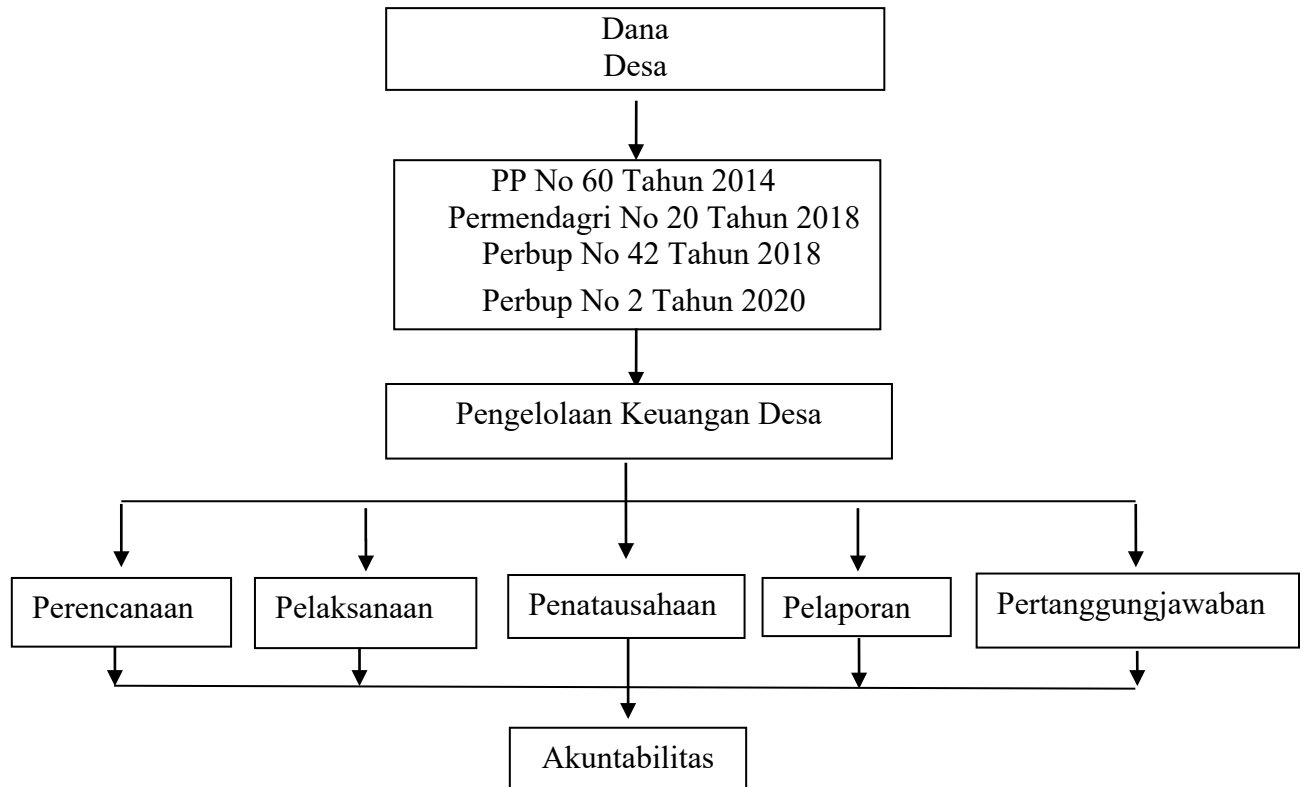 Dana
Desa
PP No 60 Tahun 2014
Permendagri No 20 Tahun 2018
Perbup No 42 Tahun 2018
Perbup No 2 Tahun 2020
Pengelolaan Keuangan Desa
Perencanaan
Pelaksanaan
Penatausahaan
Pelaporan
Pertanggungjawaban
Akuntabilitas